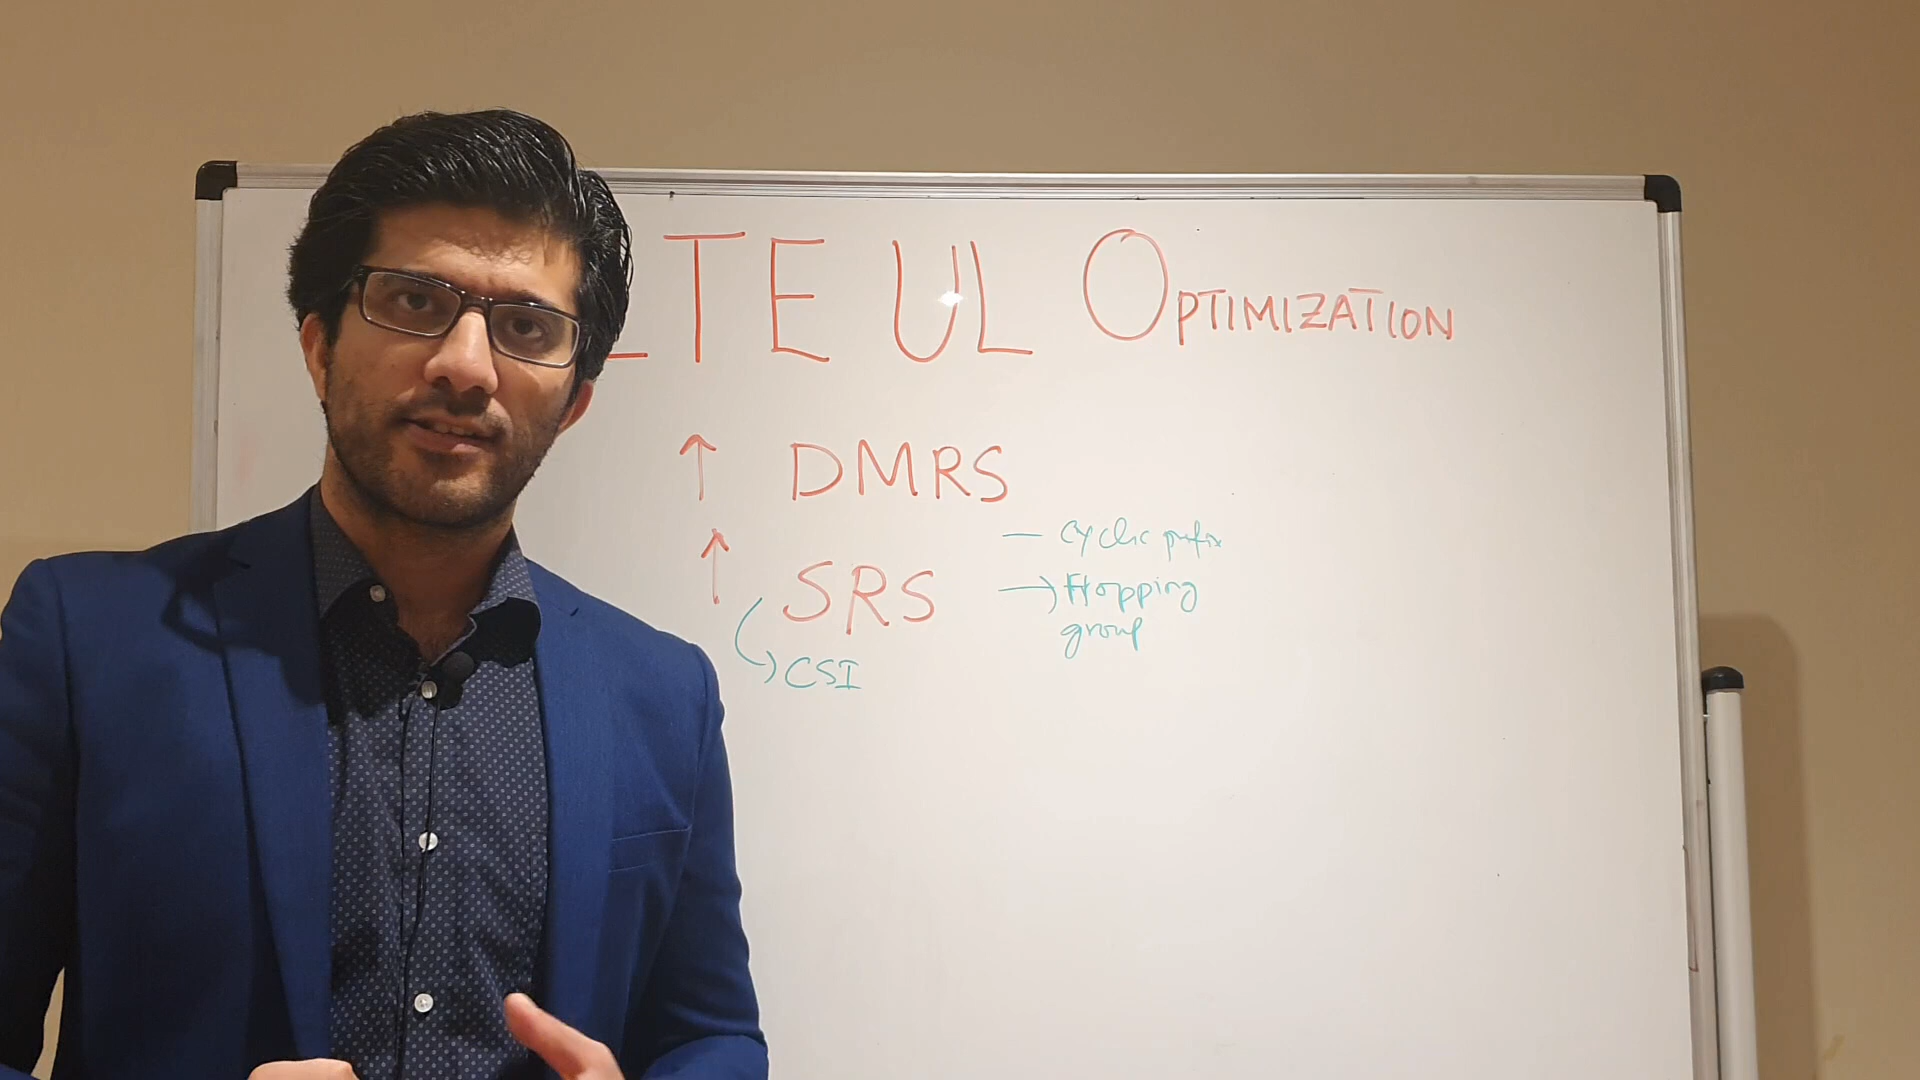 LTE UL OPTIMIZATION
↑ DMRS
— cyclic prefix
↑ SRS → Hopping
group
CSI